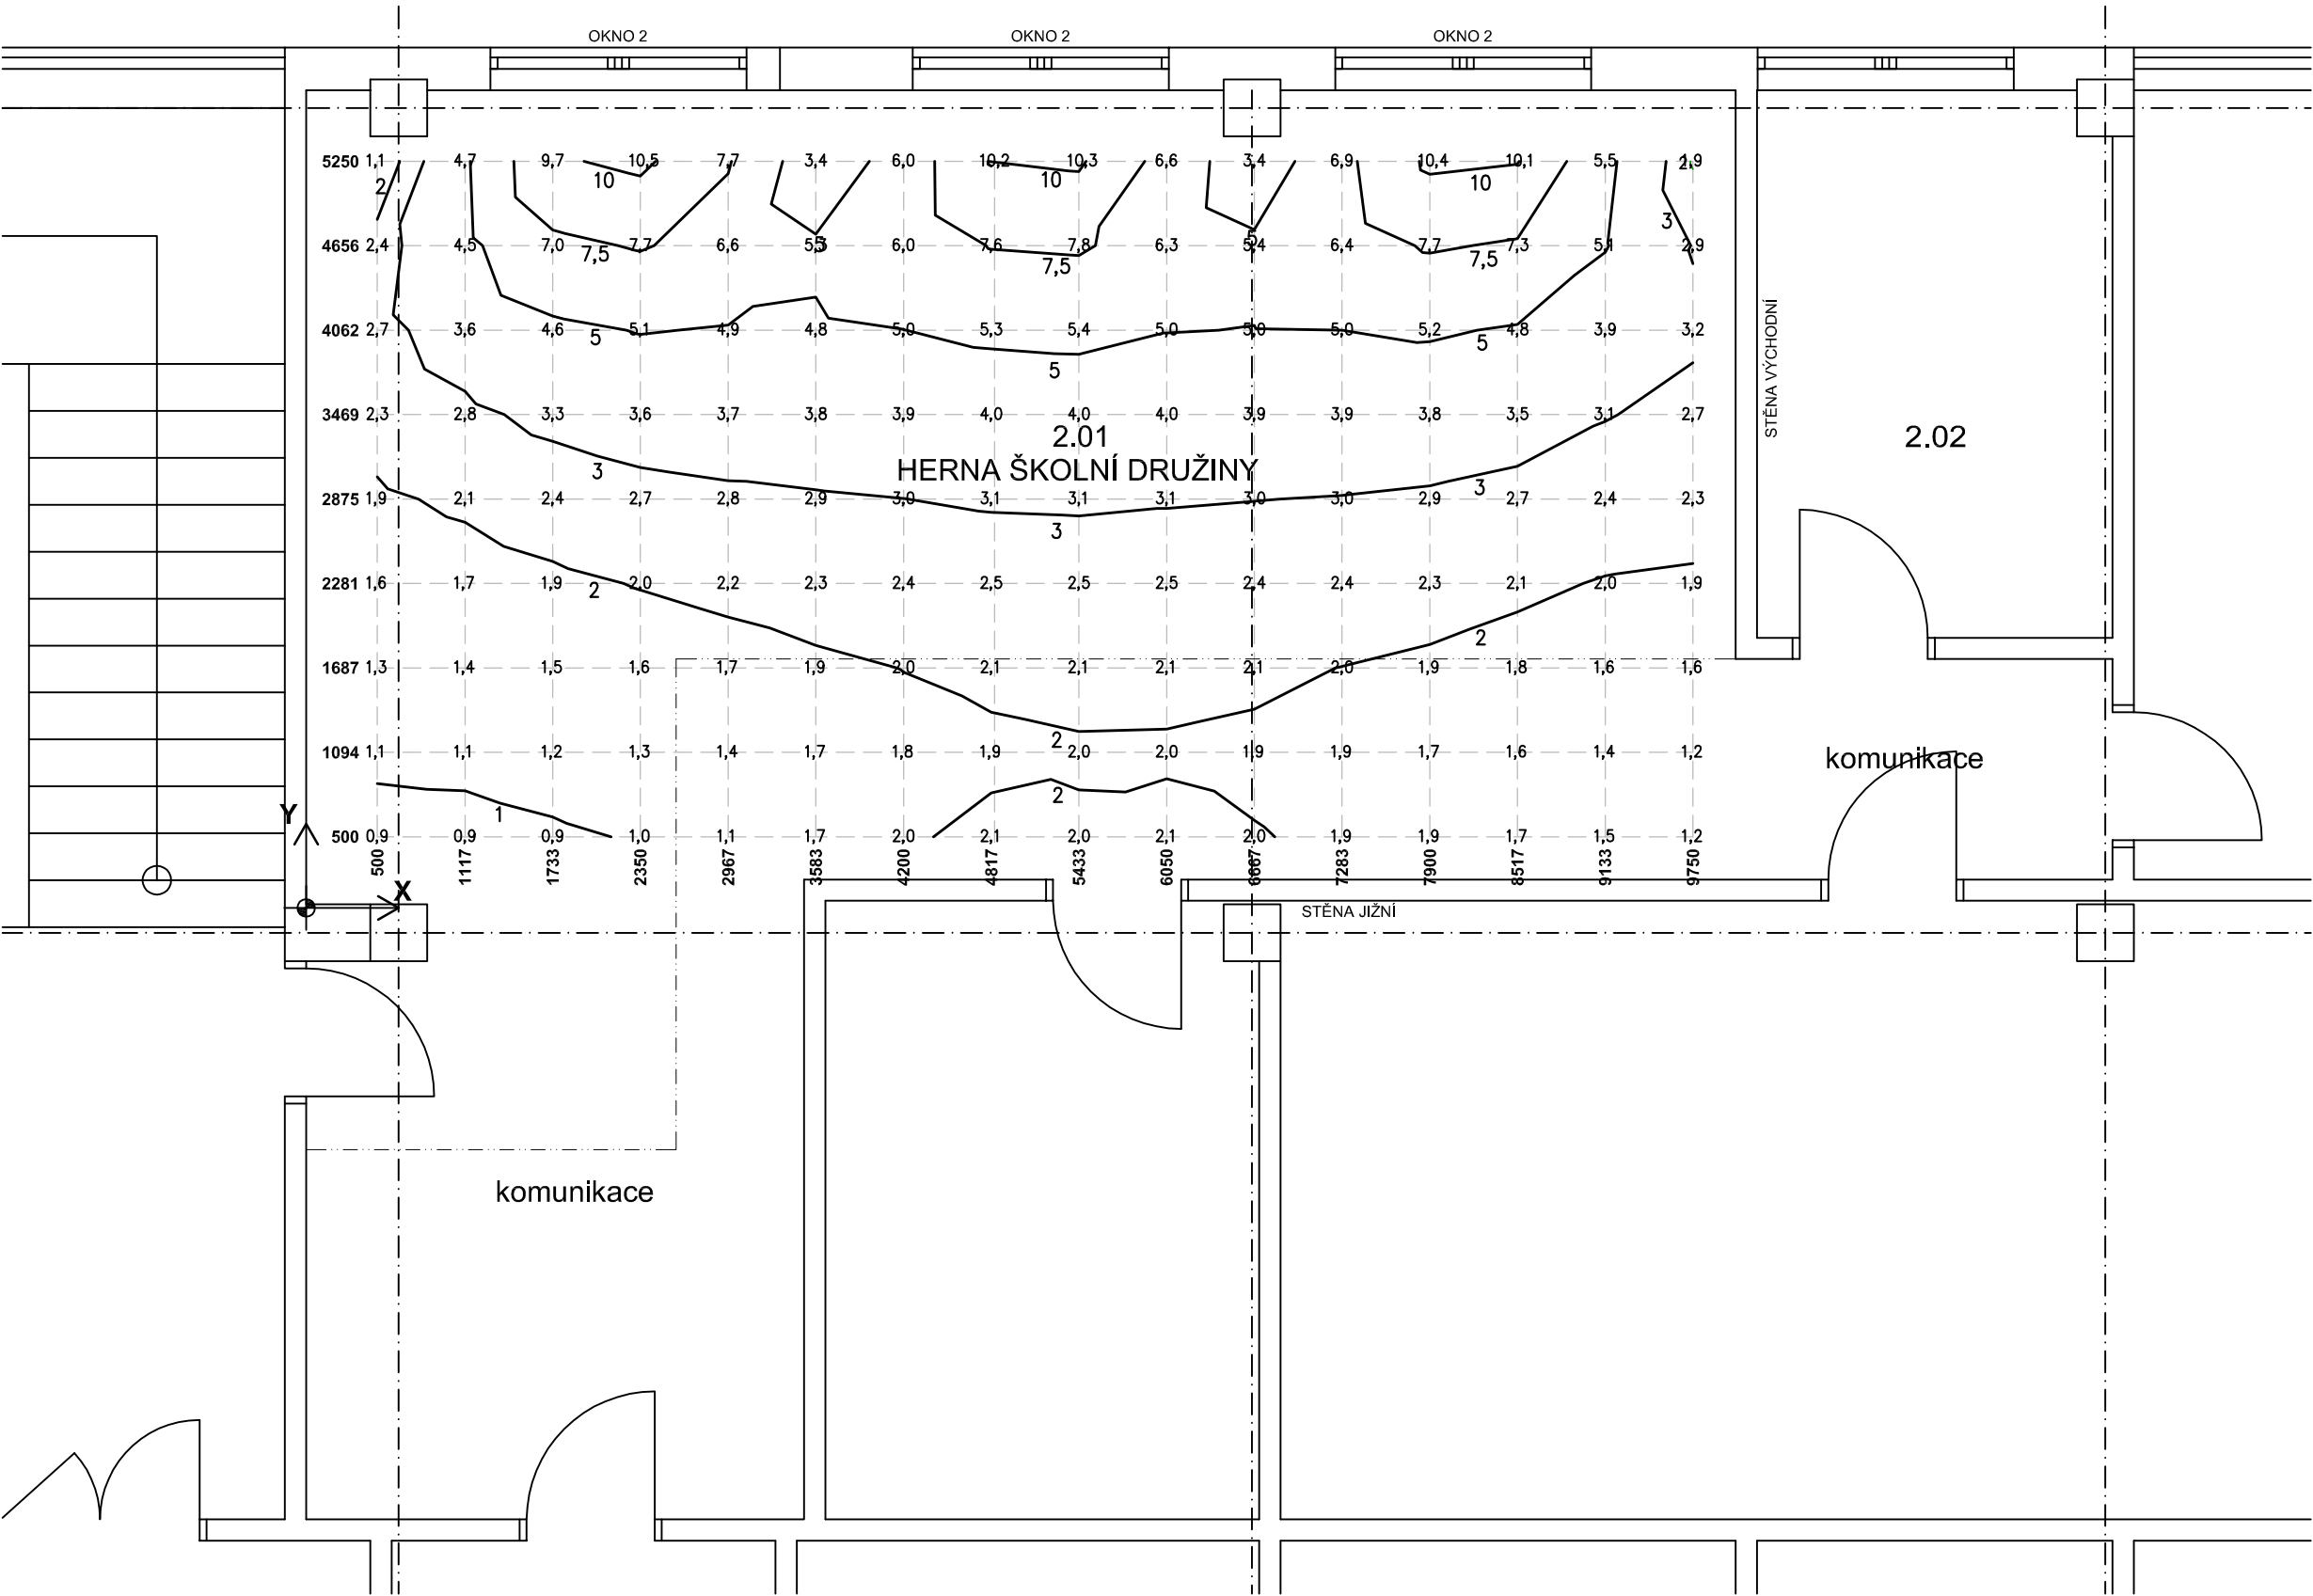 OKNO 2 OKNO 2 OKNO 2
5250 1,1 4,7 9,7 10,5 7,7 3,4 6,0 10,2 10,3 6,6 3,4 6,9 10,4 10,1 5,5 1,9
2 10 10 10
3
4656 2,4 4,5 7,0 7,7 6,6 5,3 6,0 7,6 7,8 6,3 5,4 6,4 7,7 7,3 5,1 2,9
5 5
7,5 7,5 7,5
4062 2,7 3,6 4,6 5,1 4,9 4,8 5,0 5,3 5,4 5,0 5,0 5,0 5,2 4,8 3,9 3,2
5 5 5
STĚNA VÝCHODNÍ
3469 2,3 2,8 3,3 3,6 3,7 3,8 3,9 4,0 4,0 4,0 3,9 3,9 3,8 3,5 3,1 2,7
2.01 2.02
HERNA ŠKOLNÍ DRUŽINY
3 3
2875 1,9 2,1 2,4 2,7 2,8 2,9 3,0 3,1 3,1 3,1 3,0 3,0 2,9 2,7 2,4 2,3
3
2281 1,6 1,7 1,9 2,0 2,2 2,3 2,4 2,5 2,5 2,5 2,4 2,4 2,3 2,1 2,0 1,9
2 2
1687 1,3 1,4 1,5 1,6 1,7 1,9 2,0 2,1 2,1 2,1 2,1 2,0 1,9 1,8 1,6 1,6
2
1094 1,1 1,1 1,2 1,3 1,4 1,7 1,8 1,9 2,0 2,0 1,9 1,9 1,7 1,6 1,4 1,2
komunikace
1 2
Y
500 0,9 0,9 0,9 1,0 1,1 1,7 2,0 2,1 2,0 2,1 2,0 1,9 1,9 1,7 1,5 1,2
500 1117 1733 2350 2967 3583 4200 4817 5433 6050 6667 7283 7900 8517 9133 9750
X
STĚNA JIŽNÍ
komunikace